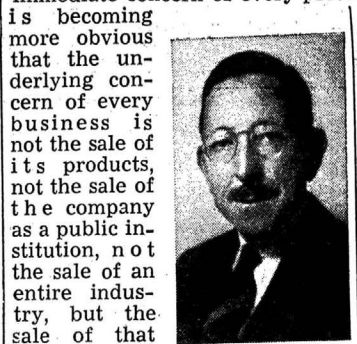 is becoming
more obvious
that the un-
derlying con-
cern of every
business is
not the sale of
its products,
not the sale of
the company
as a public in-
stitution, not
the sale of an
entire indus-
try, but the
sale of that